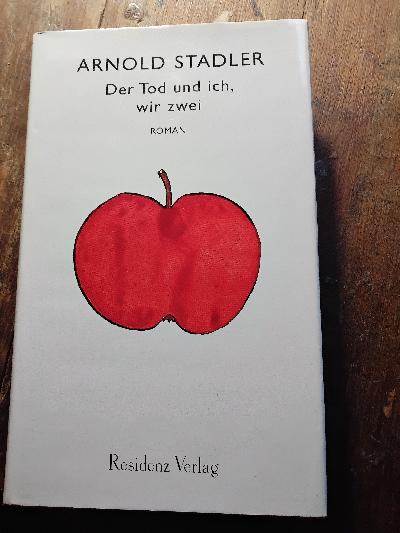 ARNOLD STADLER
Der Tod und ich,
wir zwei
ROMAN
Residenz Verlag